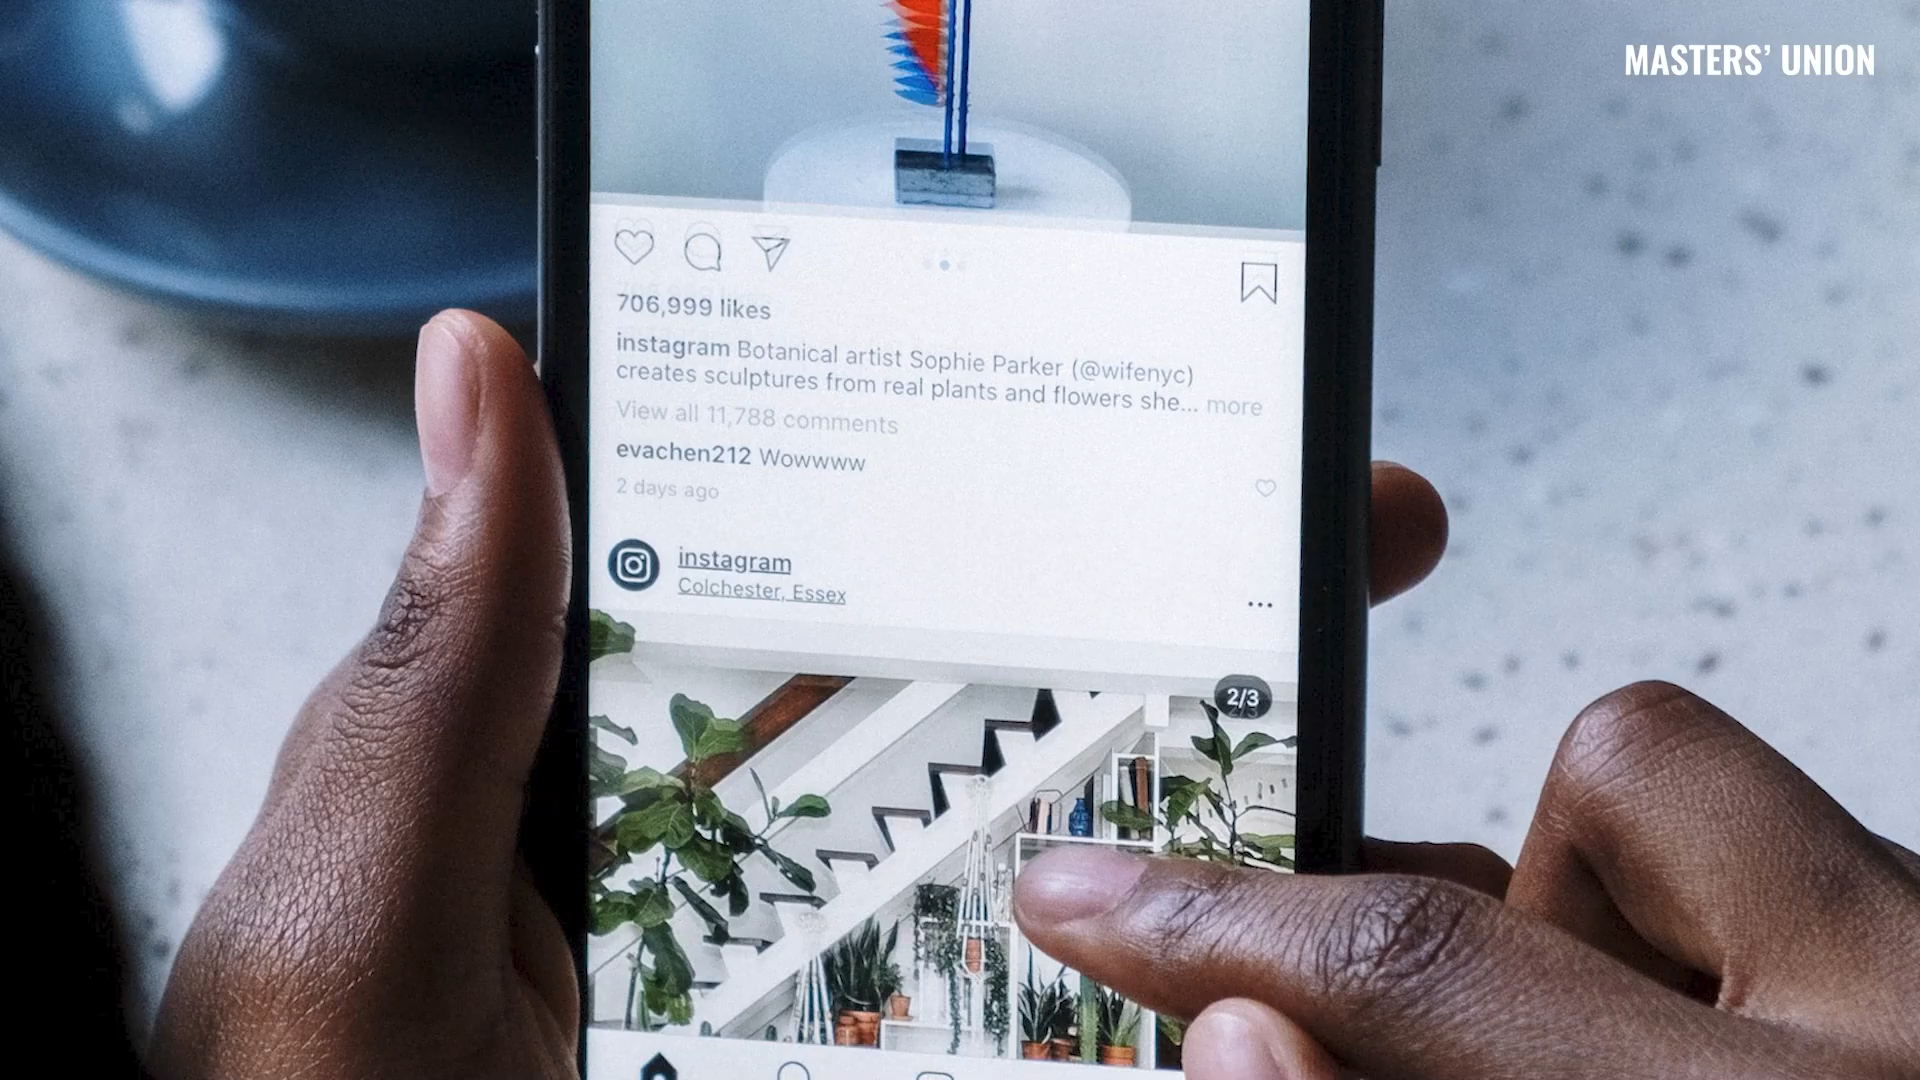 MASTERS' UNION
706,999 likes
instagram Botanical artist Sophie Parker (@wifenyc)
creates sculptures from real plants and flowers she... more
View all 11,788 comments
evachen212 Wowwww
2 days ago
instagram
Colchester, Essex
2/3